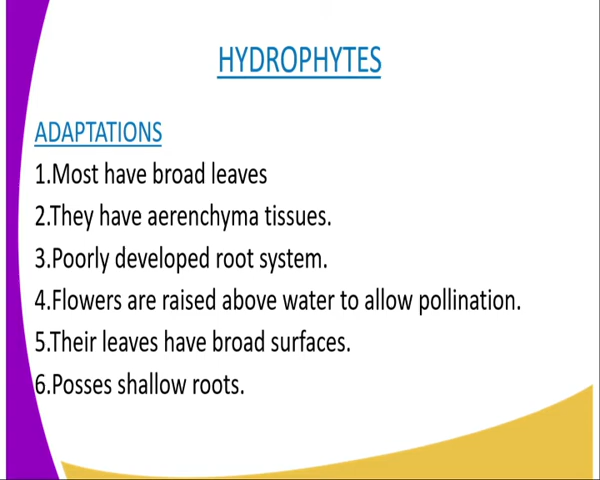 HYDROPHYTES
ADAPTATIONS
1.Most have broad leaves
2.They have aerenchyma tissues.
3.Poorly developed root system.
4.Flowers are raised above water to allow pollination.
5.Their leaves have broad surfaces.
6.Posses shallow roots.